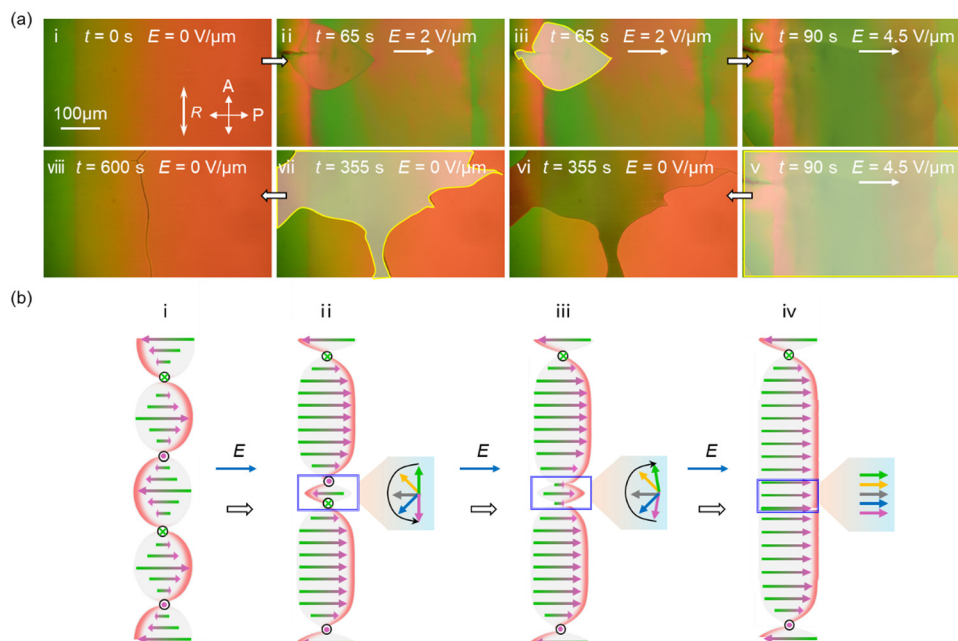 (a)
i t = 0 s E = 0 V/μm
A
R
P
100μm
ii t = 65 s E = 2 V/μm
iii t = 65 s E = 2 V/μm
iv t = 90 s E = 4.5 V/μm
viii t = 600 s E = 0 V/μm
vii t = 355 s E = 0 V/μm
vi t = 355 s E = 0 V/μm
v t = 90 s E = 4.5 V/μm
(b)
i
ii
iii
iv
E
E
E